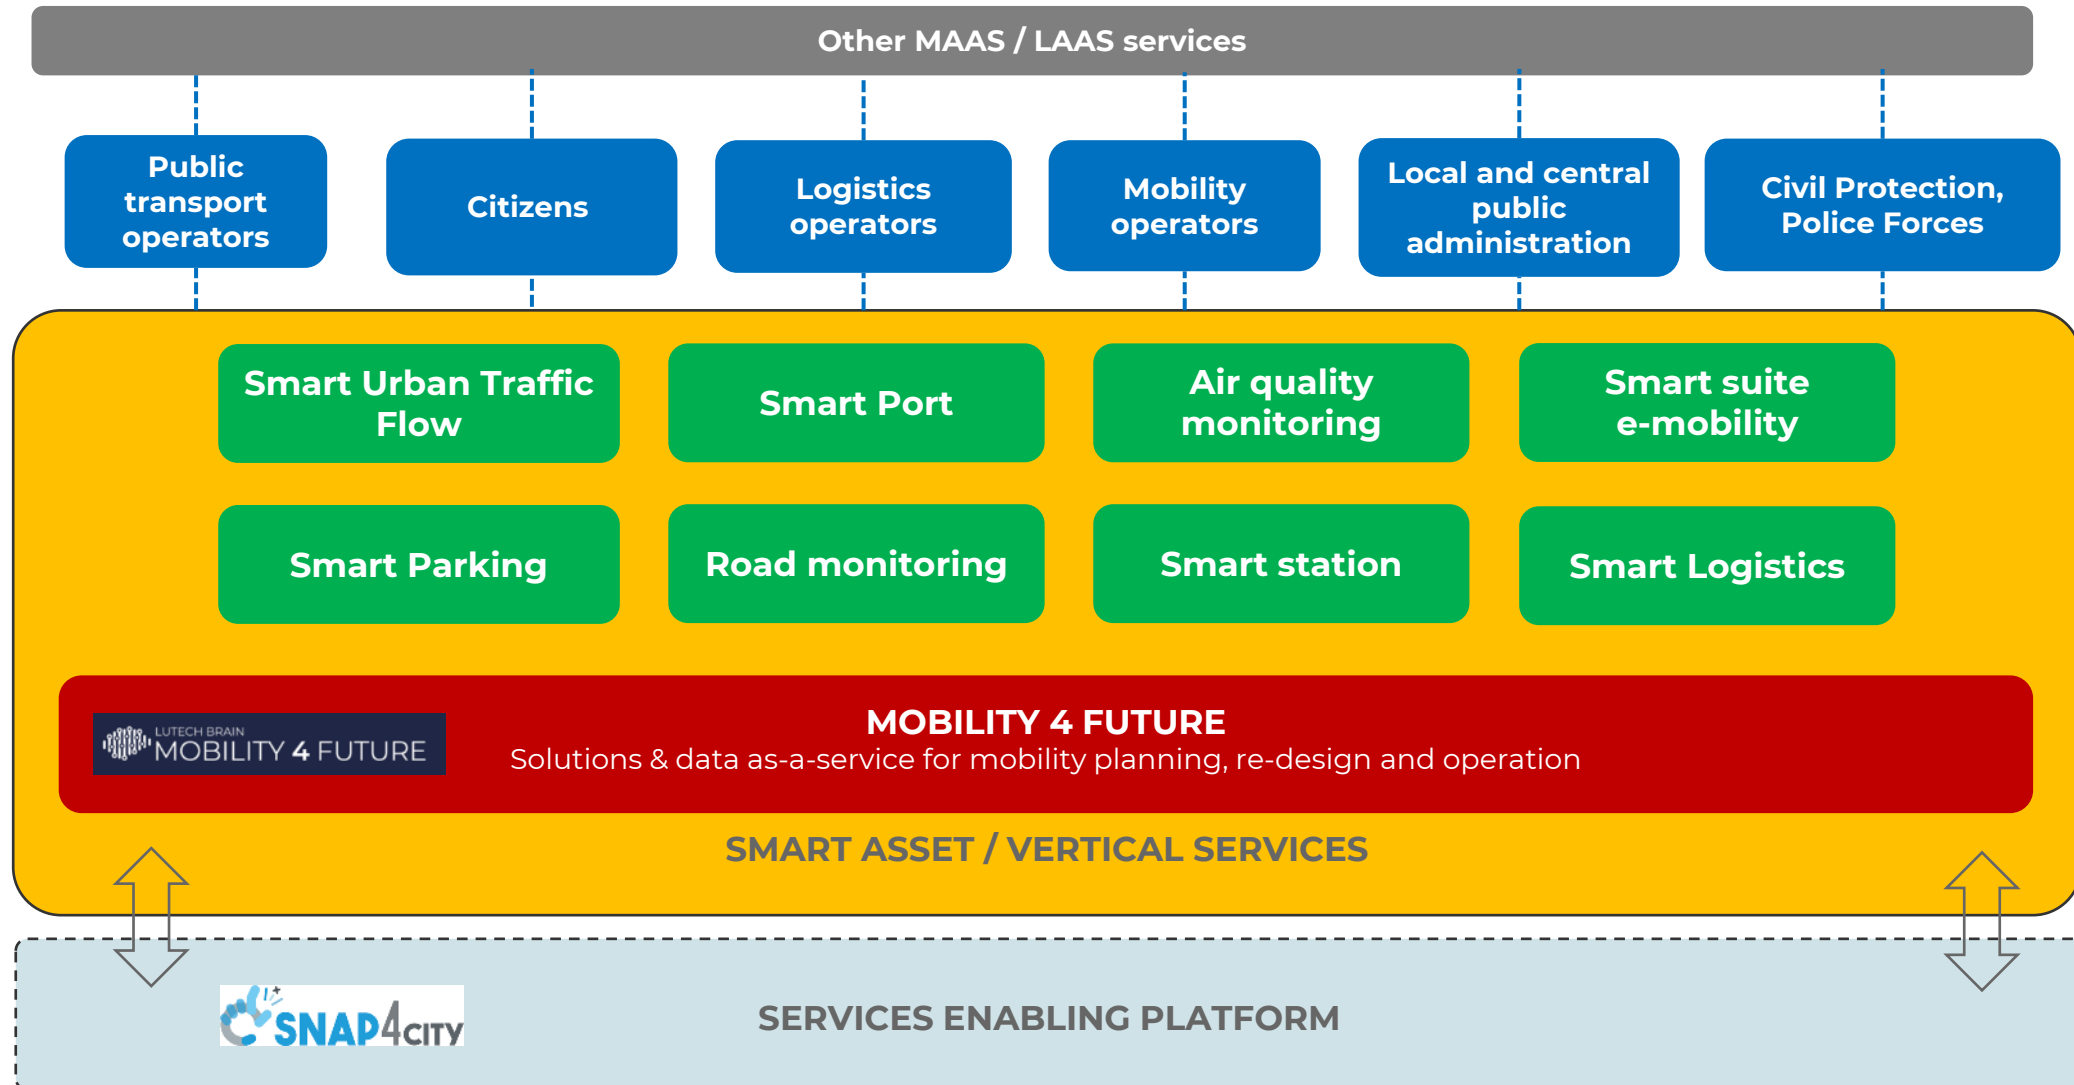 Other MAAS / LAAS services
Public
transport
operators
Citizens
Logistics
operators
Mobility
operators
Local and central
public
administration
Civil Protection,
Police Forces
Smart Urban Traffic
Flow
Smart Port
Air quality
monitoring
Smart suite
e-mobility
Smart Parking
Road monitoring
Smart station
Smart Logistics
LUTECH BRAIN
MOBILITY 4 FUTURE
MOBILITY 4 FUTURE
Solutions & data as-a-service for mobility planning, re-design and operation
SMART ASSET / VERTICAL SERVICES
SNAP4CITY
SERVICES ENABLING PLATFORM